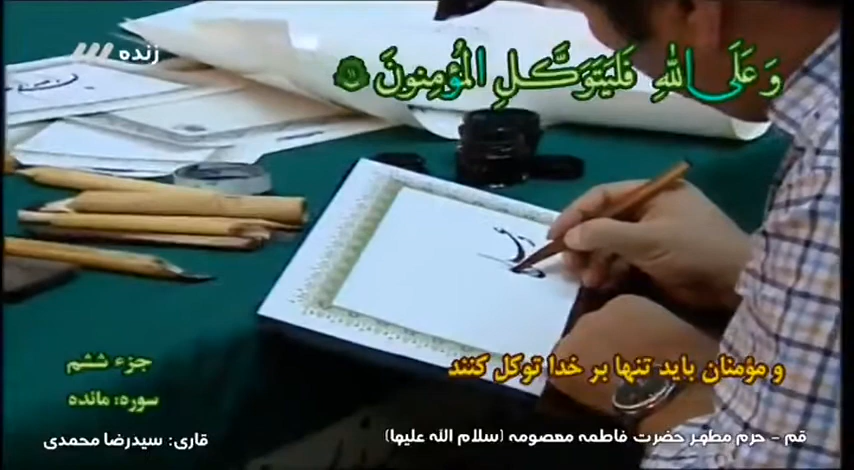 زنده
وَعَلَى اللَّهِ فَلْيَتَوَكَّلِ الْمُؤْمِنُونَ ﴿۱۱﴾
و مؤمنان باید تنها بر خدا توکل کنند
جزء ششم
سوره: مائده
قاری: سیدرضا محمدی
قم - حرم مطهر حضرت فاطمه معصومه (سلام الله علیها)